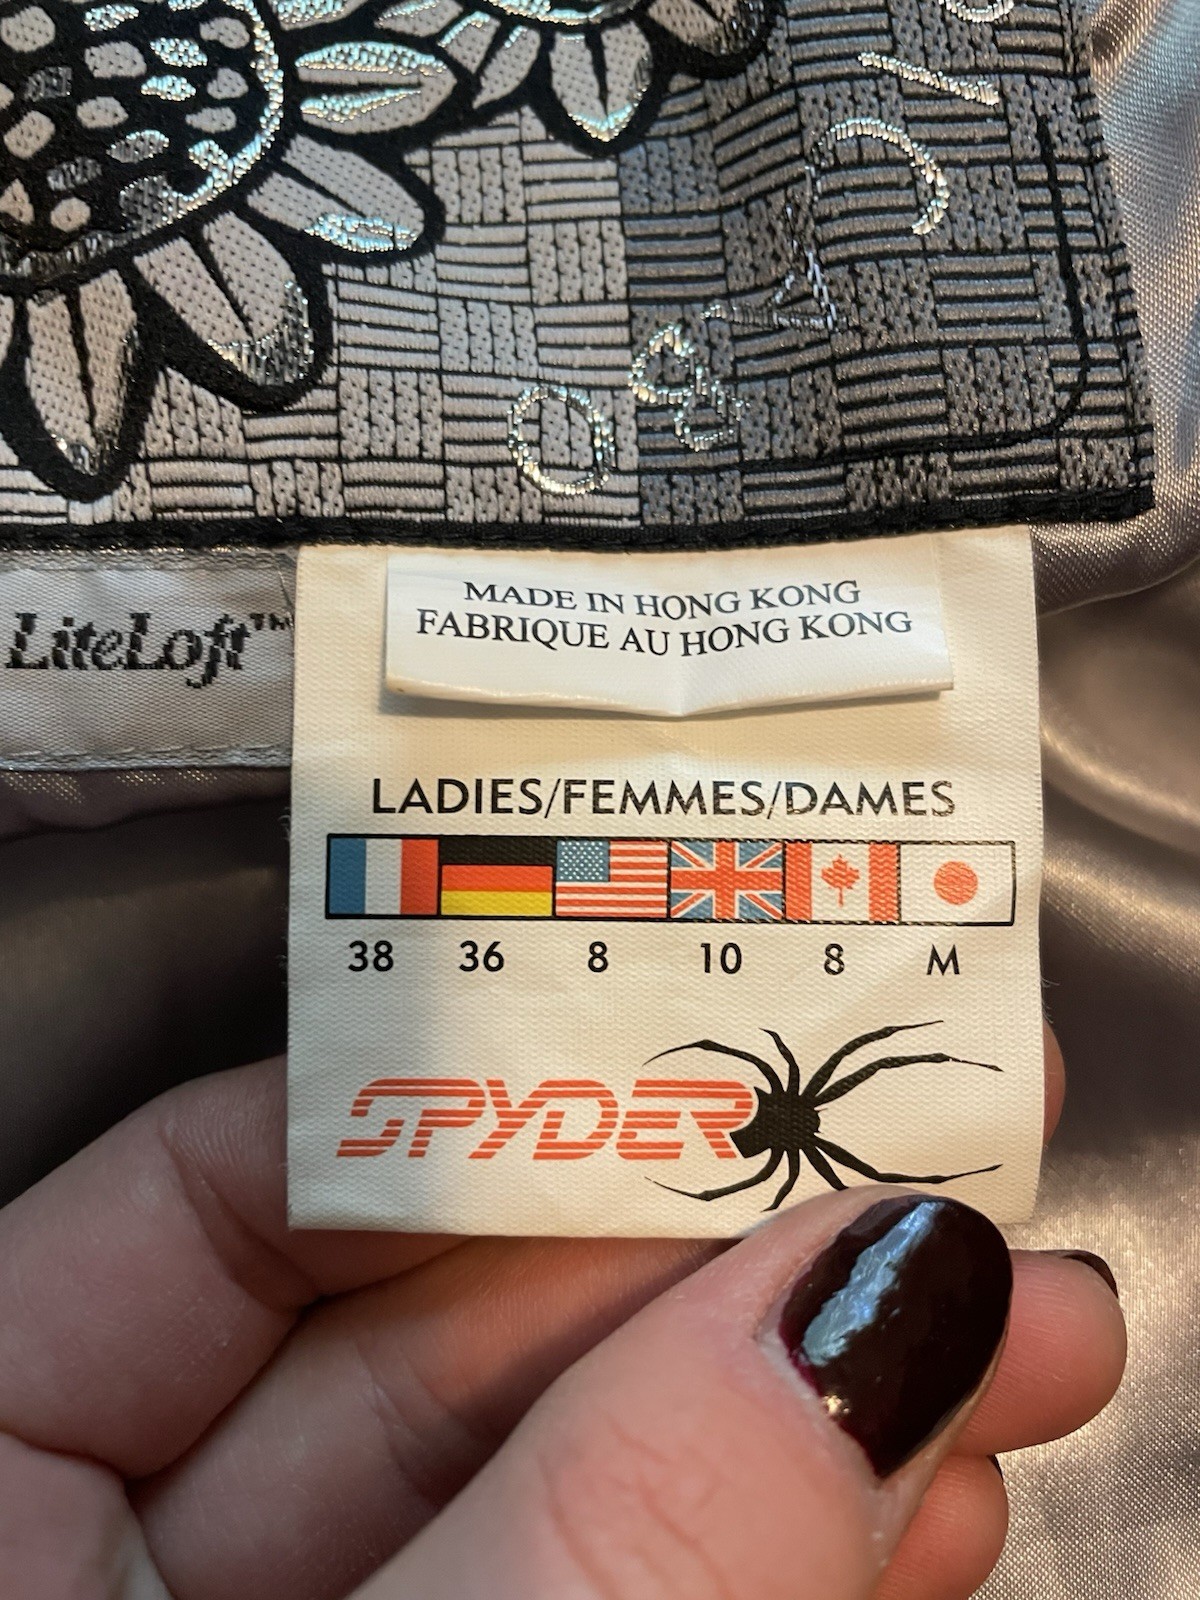 LiteLoft™
MADE IN HONG KONG
FABRIQUE AU HONG KONG
LADIES/FEMMES/DAMES
38 36 8 10 8 M
SPYDER